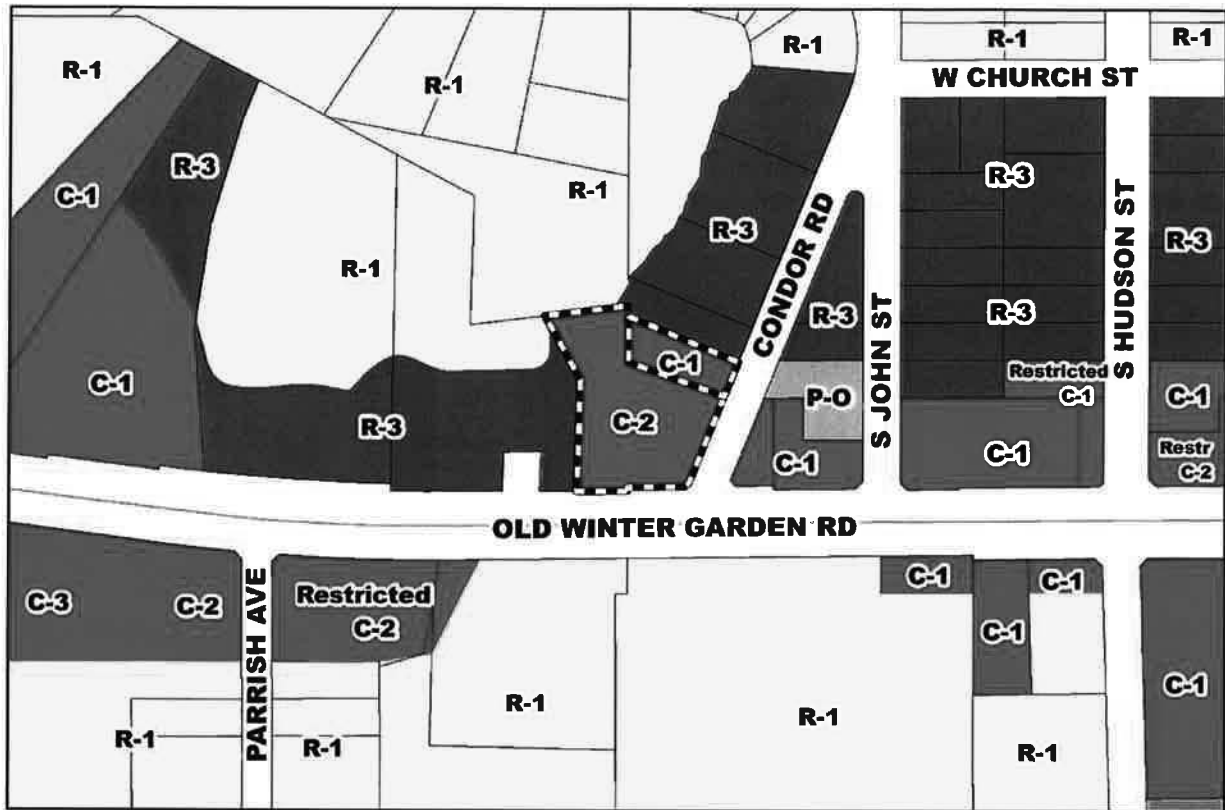 R-1
R-1
R-1
W CHURCH ST
R-1
R-1
R-3
C-1
R-1
R-3
R-3
R-3
R-1
CONDOR RD
S HUDSON ST
R-3
R-3
S JOHN ST
C-1
C-1
Restricted
C-1
C-1
P-O
R-3
C-2
C-1
C-1
Restr
C-2
OLD WINTER GARDEN RD
C-3
C-2
PARRISH AVE
Restricted
C-2
C-1
C-1
C-1
C-1
R-1
R-1
R-1
R-1
R-1